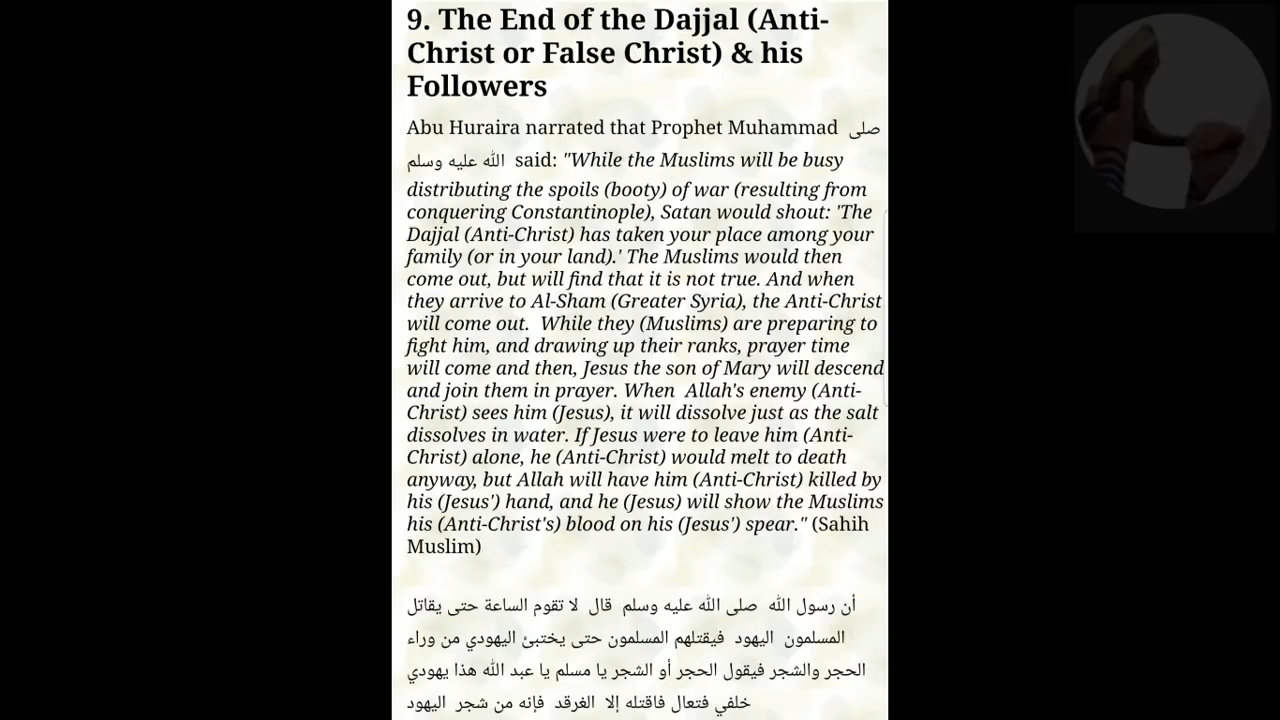 9. The End of the Dajjal (Anti-
Christ or False Christ) & his
Followers
Abu Huraira narrated that Prophet Muhammad صلى
الله عليه وسلم said: "While the Muslims will be busy
distributing the spoils (booty) of war (resulting from
conquering Constantinople), Satan would shout: 'The
Dajjal (Anti-Christ) has taken your place among your
family (or in your land).' The Muslims would then
come out, but will find that it is not true. And when
they arrive to Al-Sham (Greater Syria), the Anti-Christ
will come out. While they (Muslims) are preparing to
fight him, and drawing up their ranks, prayer time
will come and then, Jesus the son of Mary will descend
and join them in prayer. When Allah's enemy (Anti-
Christ) sees him (Jesus), it will dissolve just as the salt
dissolves in water. If Jesus were to leave him (Anti-
Christ) alone, he (Anti-Christ) would melt to death
anyway, but Allah will have him (Anti-Christ) killed by
his (Jesus') hand, and he (Jesus) will show the Muslims
his (Anti-Christ's) blood on his (Jesus') spear." (Sahih
Muslim)
أن رسول الله صلى الله عليه وسلم قال لا تقوم الساعة حتى يقاتل
المسلمون اليهود فيقتلهم المسلمون حتى يختبئ اليهودي من وراء
الحجر والشجر فيقول الحجر أو الشجر يا مسلم يا عبد الله هذا يهودي
خلفي فتعال فاقتله إلا الغرقد فإنه من شجر اليهود